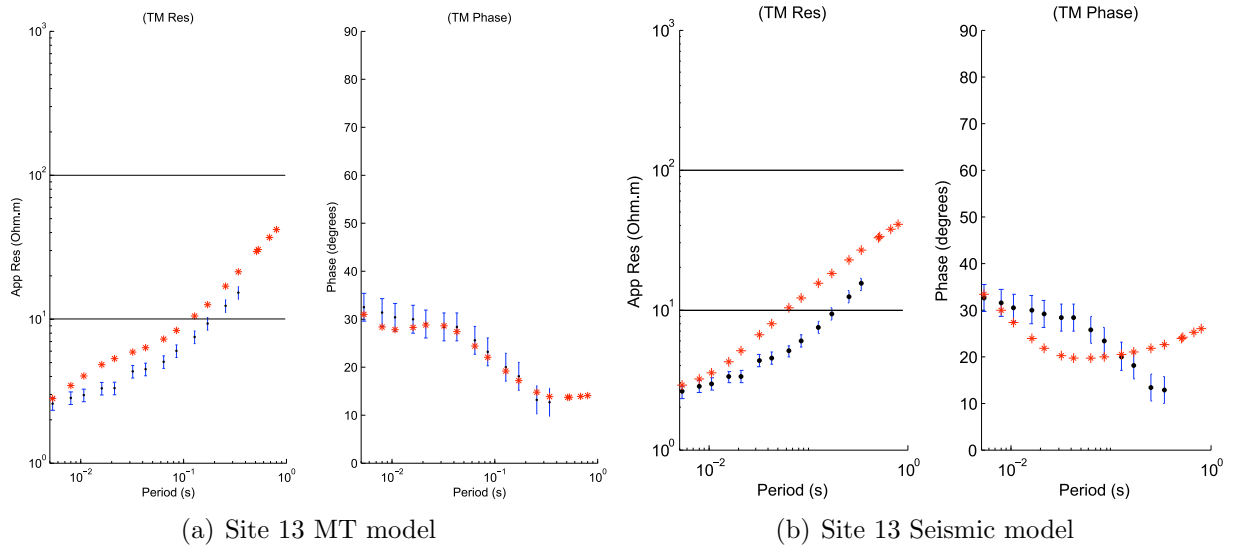 (TM Res)
10^3
10^2
10^1
10^0
App Res (Ohm.m)
10^-2
10^-1
10^0
Period (s)
(TM Phase)
90
80
70
60
50
40
30
20
10
0
Phase (degrees)
10^-2
10^-1
10^0
Period (s)
(a) Site 13 MT model
(TM Res)
10^3
10^2
10^1
10^0
App Res (Ohm.m)
10^-2
10^0
Period (s)
(TM Phase)
90
80
70
60
50
40
30
20
10
0
Phase (degrees)
10^-2
10^0
Period (s)
(b) Site 13 Seismic model